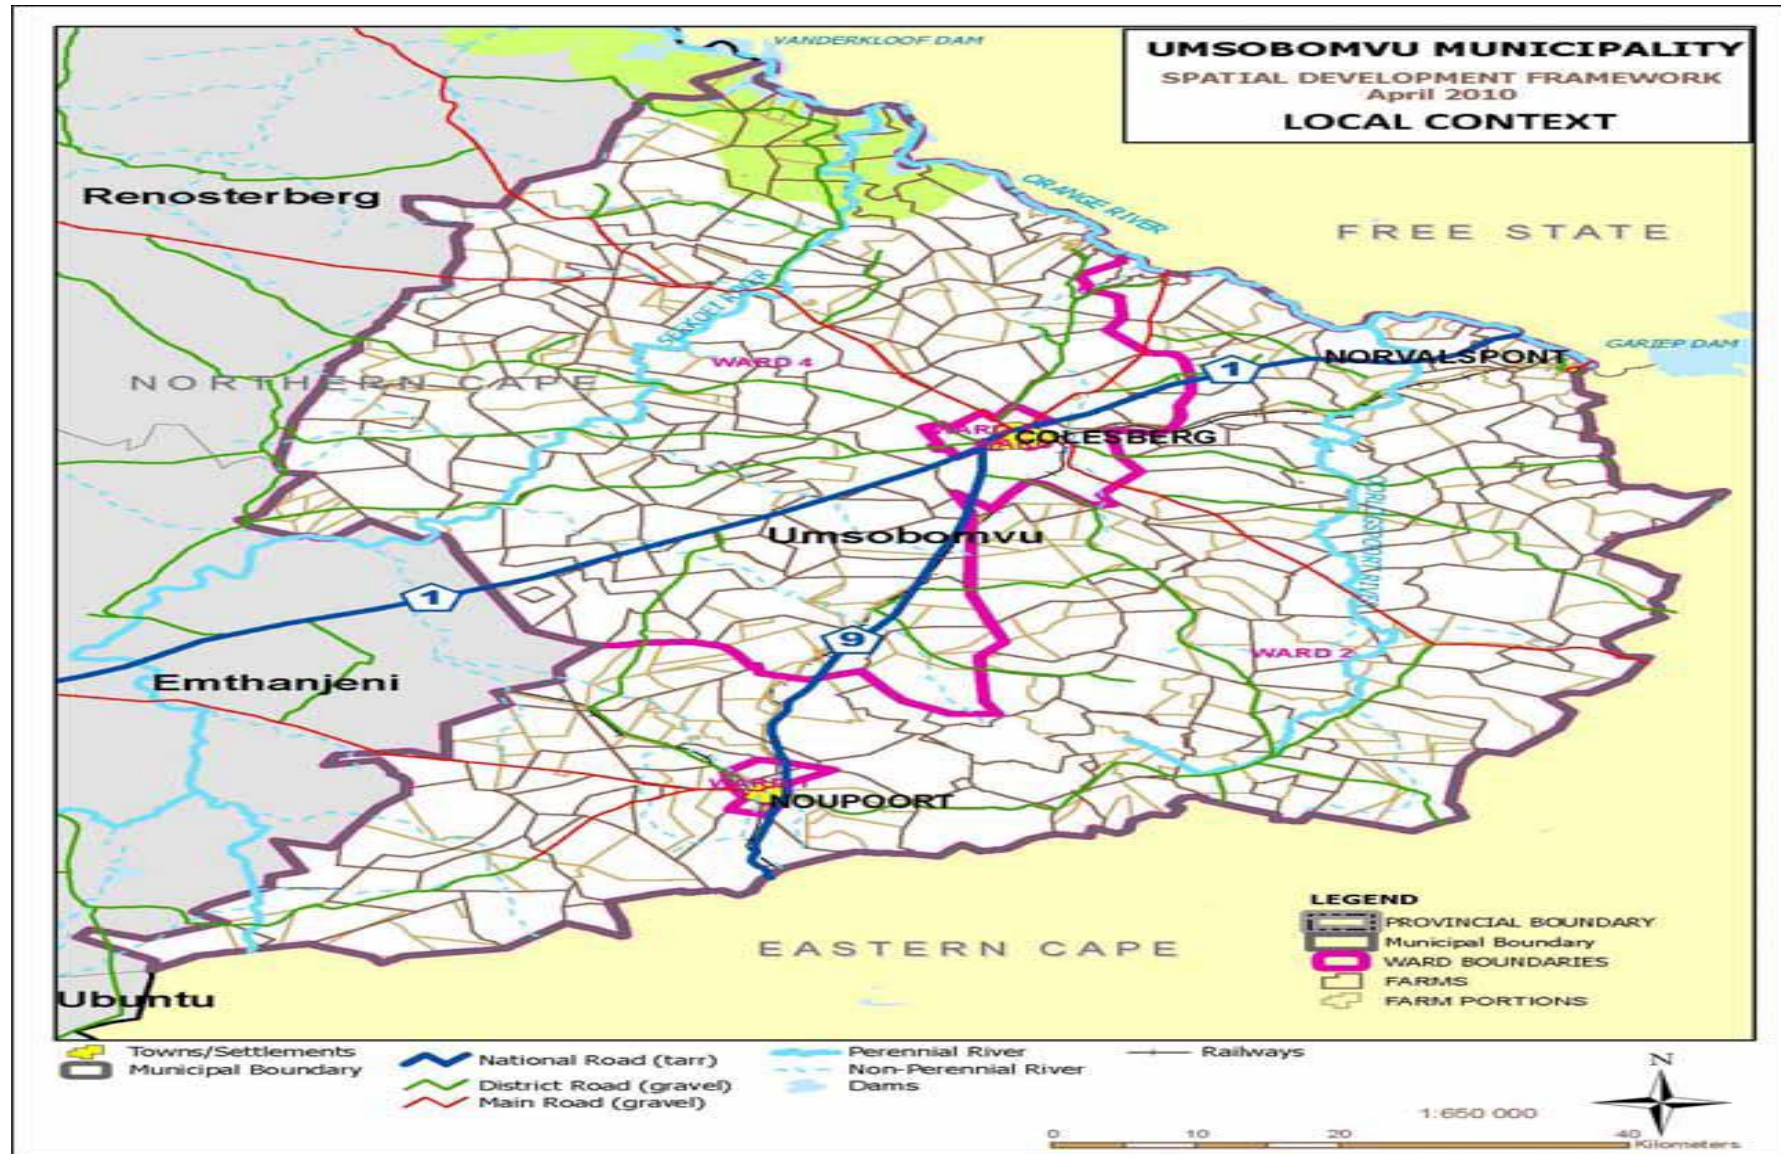 VANDERKLOOF DAM
UMSOBOMVU MUNICIPALITY
SPATIAL DEVELOPMENT FRAMEWORK
April 2010
LOCAL CONTEXT
Renosterberg
ORANGE RIVER
FREE STATE
SEEKOEI RIVER
GARIEP DAM
NORVALSPONT
WARD 4
1
NORTHERN CAPE
WARD
COLESBERG
Umsobomvu
1
9
WARD 2
Emthanjeni
WARD
NOUPOORT
EASTERN CAPE
Ubuntu
LEGEND
PROVINCIAL BOUNDARY
Municipal Boundary
WARD BOUNDARIES
FARMS
FARM PORTIONS
Towns/Settlements
Municipal Boundary
National Road (tarr)
District Road (gravel)
Main Road (gravel)
Perennial River
Non-Perennial River
Dams
Railways
N
1:650 000
0 10 20 40
Kilometers